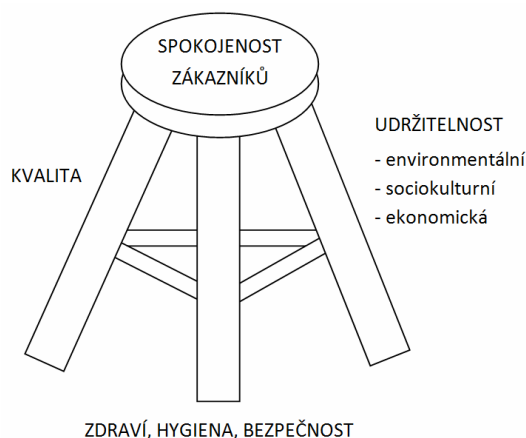 SPOKOJENOST
ZÁKAZNÍKŮ
KVALITA
UDRŽITELNOST
- environmentální
- sociokulturní
- ekonomická
ZDRAVÍ, HYGIENA, BEZPEČNOST